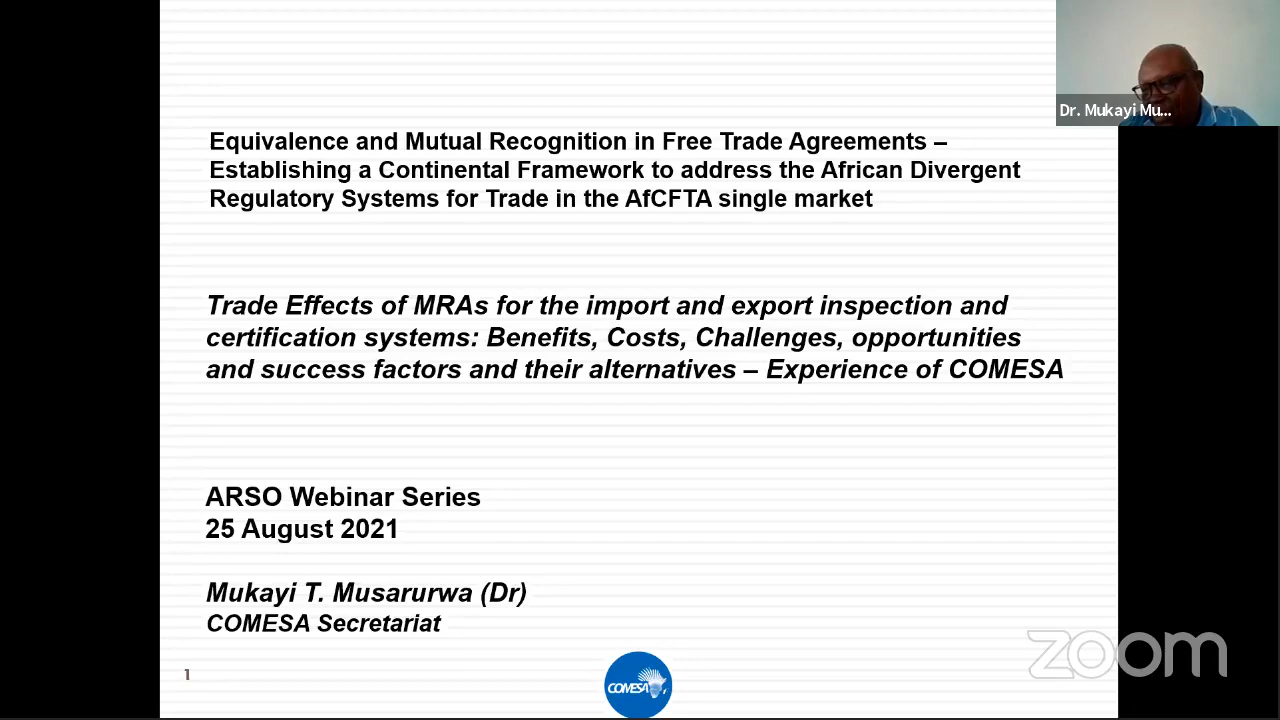 Dr. Mukayi Mu...
Equivalence and Mutual Recognition in Free Trade Agreements –
Establishing a Continental Framework to address the African Divergent
Regulatory Systems for Trade in the AfCFTA single market
Trade Effects of MRAs for the import and export inspection and
certification systems: Benefits, Costs, Challenges, opportunities
and success factors and their alternatives – Experience of COMESA
ARSO Webinar Series
25 August 2021
Mukayi T. Musarurwa (Dr)
COMESA Secretariat
zoom
1
COMESA